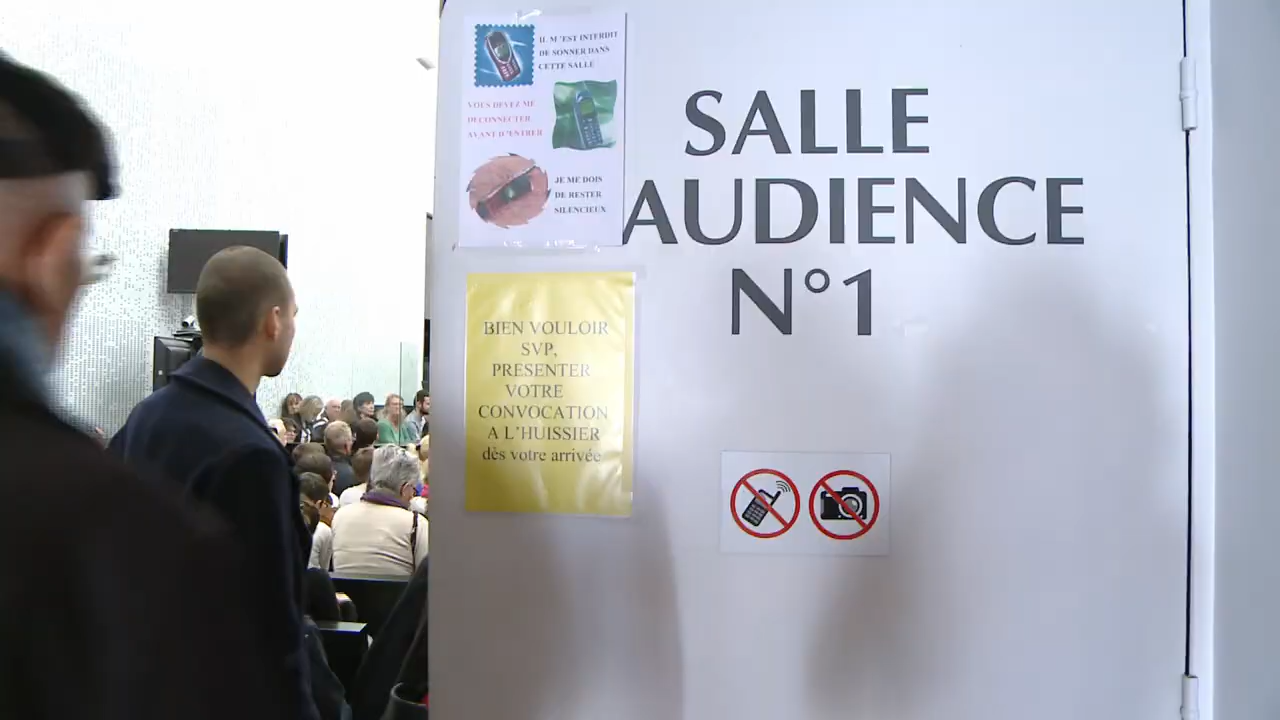 IL M'EST INTERDIT
DE SONNER DANS
CETTE SALLE
VOUS DEVEZ ME
DECONNECTER
AVANT D'ENTRER
JE ME DOIS
DE RESTER
SILENCIEUX
SALLE
AUDIENCE
N°1
BIEN VOULOIR
SVP,
PRESENTER
VOTRE
CONVOCATION
A L'HUISSIER
dès votre arrivée